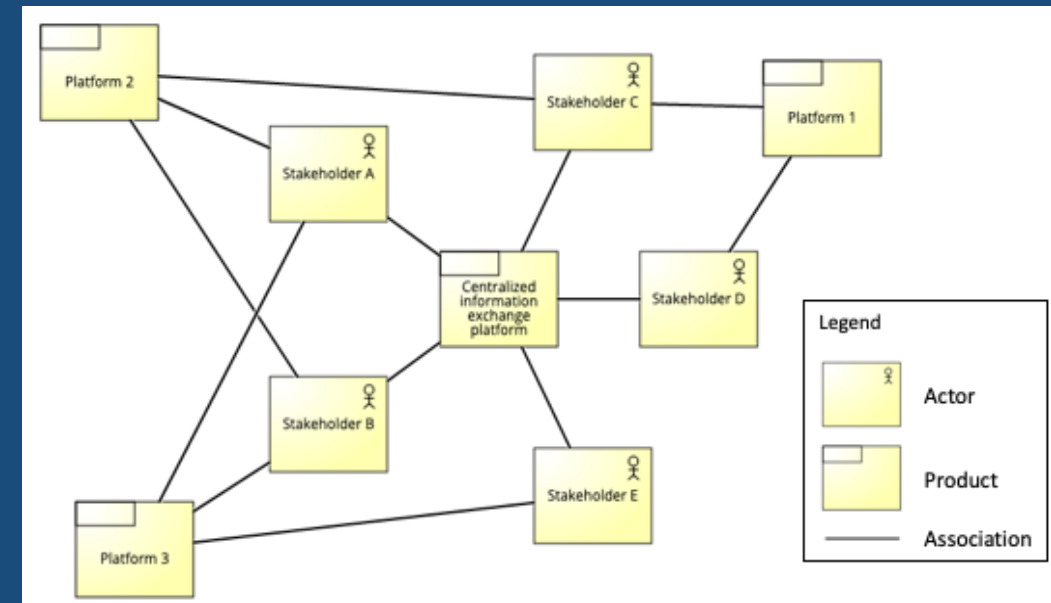 Platform 2
Stakeholder C
Platform 1
Stakeholder A
Centralized
information
exchange
platform
Stakeholder D
Stakeholder B
Stakeholder E
Platform 3
Legend
Actor
Product
Association